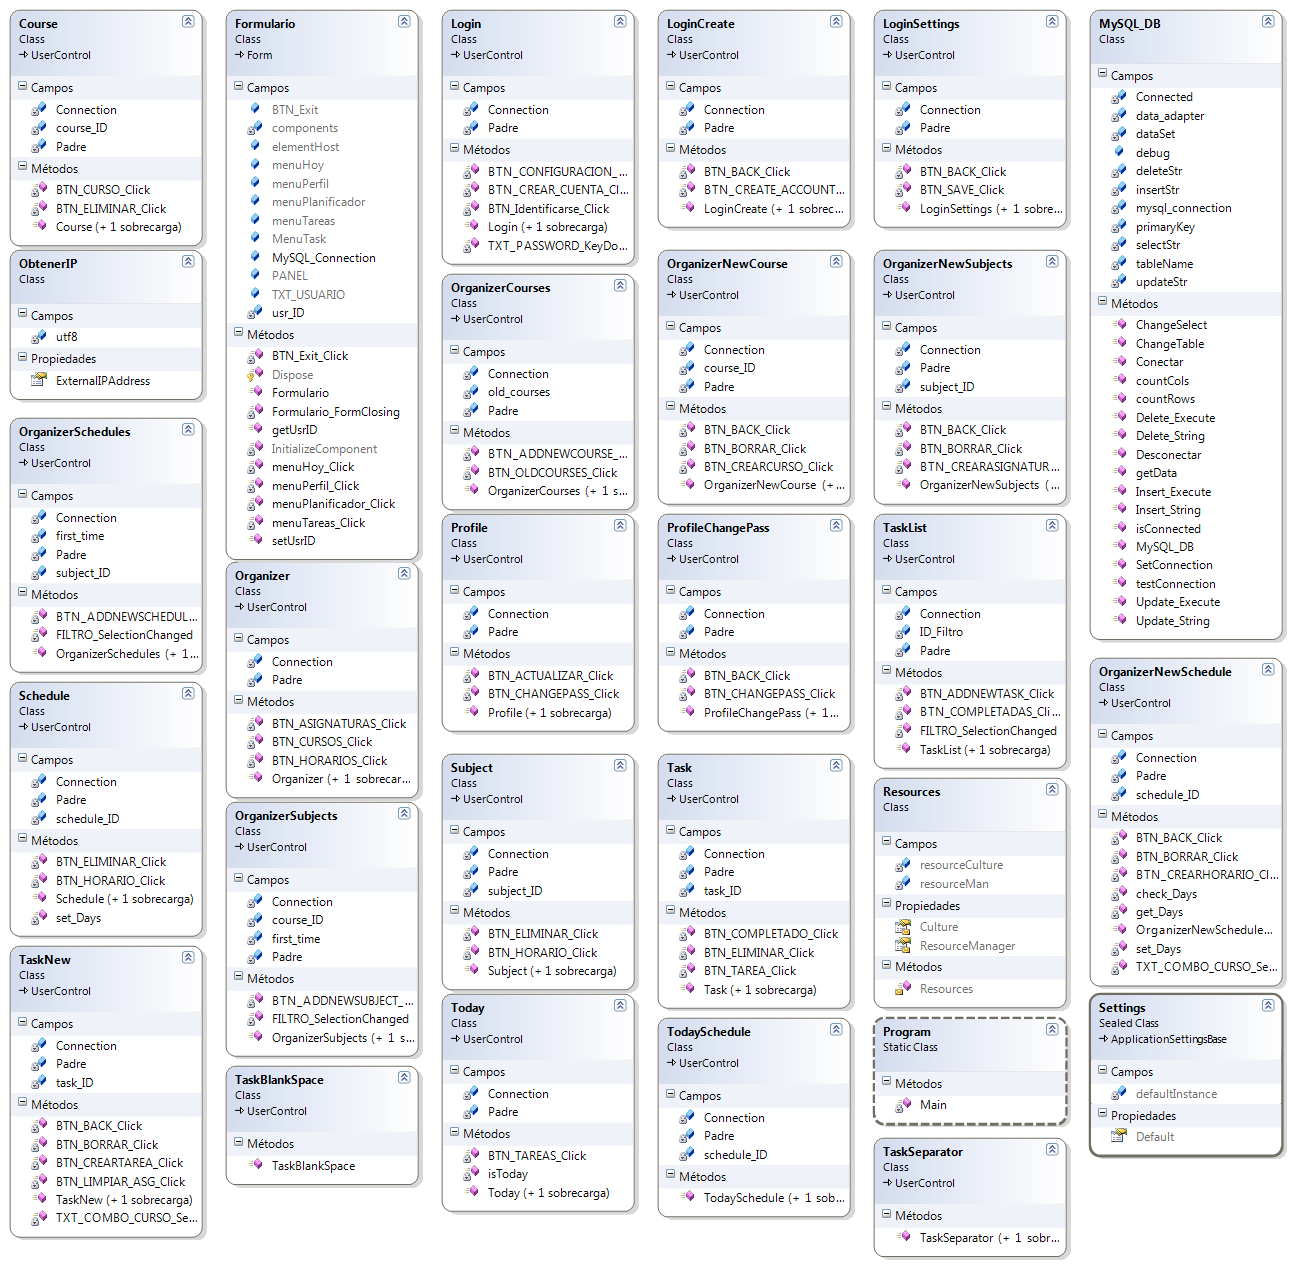 Course
Class
UserControl
Campos
Connection
course_ID
Padre
Métodos
BTN_CURSO_Click
BTN_ELIMINAR_Click
Course (+ 1 sobrecarga)
ObtenerIP
Class
Campos
utf8
Propiedades
ExternalIPAddress
OrganizerSchedules
Class
UserControl
Campos
Connection
first_time
Padre
subject_ID
Métodos
BTN_ADDNEWSCHEDUL...
FILTRO_SelectionChanged
OrganizerSchedules (+ 1...
Schedule
Class
UserControl
Campos
Connection
Padre
schedule_ID
Métodos
BTN_ELIMINAR_Click
BTN_HORARIO_Click
Schedule (+ 1 sobrecarga)
set_Days
TaskNew
Class
UserControl
Campos
Connection
Padre
task_ID
Métodos
BTN_BACK_Click
BTN_BORRAR_Click
BTN_CREARTAREA_Click
BTN_LIMPIAR_ASG_Click
TaskNew (+ 1 sobrecarga)
TXT_COMBO_CURSO_Se...
Formulario
Class
Form
Campos
BTN_Exit
components
elementHost
menuHoy
menuPerfil
menuPlanificador
menuTareas
MenuTask
MySQL_Connection
PANEL
TXT_USUARIO
usr_ID
Métodos
BTN_Exit_Click
Dispose
Formulario
Formulario_FormClosing
getUsrID
InitializeComponent
menuHoy_Click
menuPerfil_Click
menuPlanificador_Click
menuTareas_Click
setUsrID
Organizer
Class
UserControl
Campos
Connection
Padre
Métodos
BTN_ASIGNATURAS_Click
BTN_CURSOS_Click
BTN_HORARIOS_Click
Organizer (+ 1 sobrecar...
OrganizerSubjects
Class
UserControl
Campos
Connection
course_ID
first_time
Padre
Métodos
BTN_ADDNEWSUBJECT_...
FILTRO_SelectionChanged
OrganizerSubjects (+ 1 s...
TaskBlankSpace
Class
UserControl
Métodos
TaskBlankSpace
Login
Class
UserControl
Campos
Connection
Padre
Métodos
BTN_CONFIGURACION_...
BTN_CREAR_CUENTA_Cl...
BTN_Identificarse_Click
Login (+ 1 sobrecarga)
TXT_PASSWORD_KeyDo...
OrganizerCourses
Class
UserControl
Campos
Connection
old_courses
Padre
Métodos
BTN_ADDNEWCOURSE_...
BTN_OLDCOURSES_Click
OrganizerCourses (+ 1 s...
Profile
Class
UserControl
Campos
Connection
Padre
Métodos
BTN_ACTUALIZAR_Click
BTN_CHANGEPASS_Click
Profile (+ 1 sobrecarga)
Subject
Class
UserControl
Campos
Connection
Padre
subject_ID
Métodos
BTN_ELIMINAR_Click
BTN_HORARIO_Click
Subject (+ 1 sobrecarga)
Today
Class
UserControl
Campos
Connection
Padre
Métodos
BTN_TAREAS_Click
isToday
Today (+ 1 sobrecarga)
LoginCreate
Class
UserControl
Campos
Connection
Padre
Métodos
BTN_BACK_Click
BTN_CREATE_ACCOUNT...
LoginCreate (+ 1 sobrec...
OrganizerNewCourse
Class
UserControl
Campos
Connection
course_ID
Padre
Métodos
BTN_BACK_Click
BTN_BORRAR_Click
BTN_CREARCURSO_Click
OrganizerNewCourse (+ ...
ProfileChangePass
Class
UserControl
Campos
Connection
Padre
Métodos
BTN_BACK_Click
BTN_CHANGEPASS_Click
ProfileChangePass (+ 1...
Task
Class
UserControl
Campos
Connection
Padre
task_ID
Métodos
BTN_COMPLETADO_Click
BTN_ELIMINAR_Click
BTN_TAREA_Click
Task (+ 1 sobrecarga)
TodaySchedule
Class
UserControl
Campos
Connection
Padre
schedule_ID
Métodos
TodaySchedule (+ 1 sob...
LoginSettings
Class
UserControl
Campos
Connection
Padre
Métodos
BTN_BACK_Click
BTN_SAVE_Click
LoginSettings (+ 1 sobre...
OrganizerNewSubjects
Class
UserControl
Campos
Connection
Padre
subject_ID
Métodos
BTN_BACK_Click
BTN_BORRAR_Click
BTN_CREARASIGNATUR...
OrganizerNewSubjects (...
TaskList
Class
UserControl
Campos
Connection
ID_Filtro
Padre
Métodos
BTN_ADDNEWTASK_Click
BTN_COMPLETADAS_Cli...
FILTRO_SelectionChanged
TaskList (+ 1 sobrecarga)
Resources
Class
Campos
resourceCulture
resourceMan
Propiedades
Culture
ResourceManager
Métodos
Resources
Program
Static Class
Métodos
Main
TaskSeparator
Class
UserControl
Métodos
TaskSeparator (+ 1 sobr...
MySQL_DB
Class
Campos
Connected
data_adapter
dataSet
debug
deleteStr
insertStr
mysql_connection
primaryKey
selectStr
tableName
updateStr
Métodos
ChangeSelect
ChangeTable
Conectar
countCols
countRows
Delete_Execute
Delete_String
Desconectar
getData
Insert_Execute
Insert_String
isConnected
MySQL_DB
SetConnection
testConnection
Update_Execute
Update_String
OrganizerNewSchedule
Class
UserControl
Campos
Connection
Padre
schedule_ID
Métodos
BTN_BACK_Click
BTN_BORRAR_Click
BTN_CREARHORARIO_Cl...
check_Days
get_Days
OrganizerNewSchedule...
set_Days
TXT_COMBO_CURSO_Se...
Settings
Sealed Class
ApplicationSettingsBase
Campos
defaultInstance
Propiedades
Default